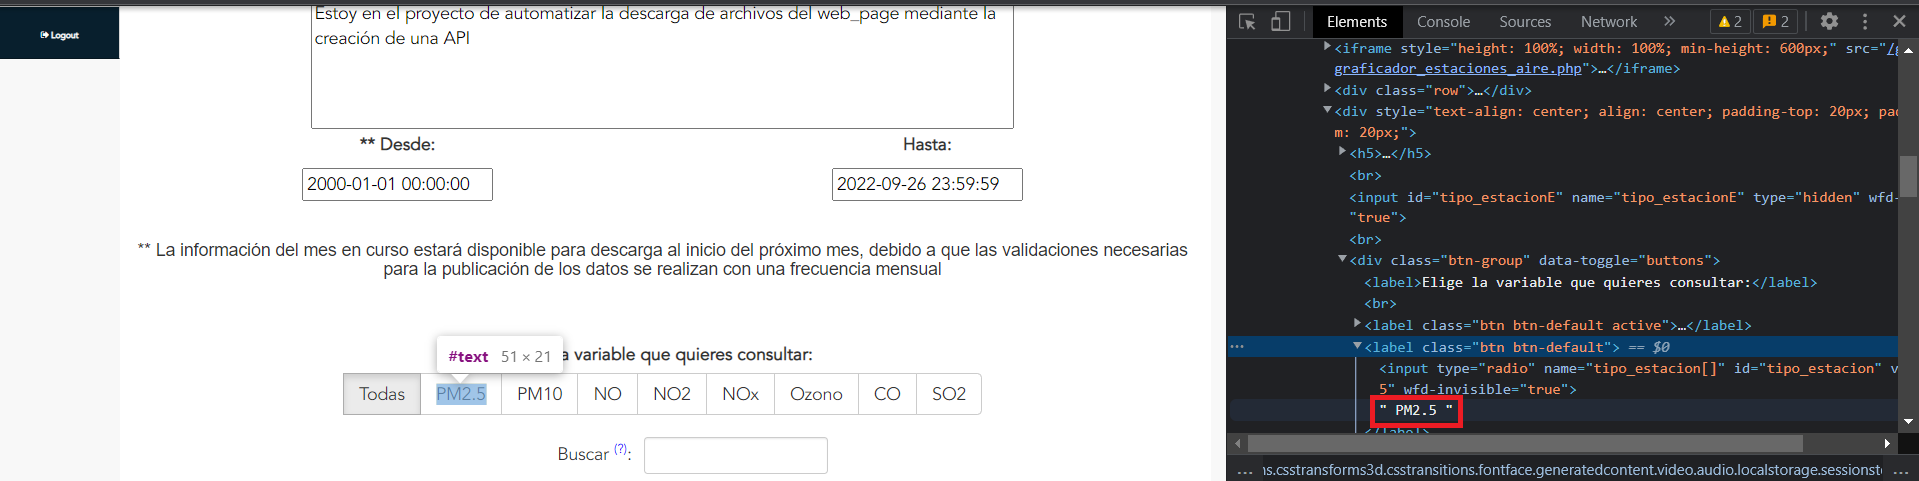 Logout
Estoy en el proyecto de automatizar la descarga de archivos del web_page mediante la
creación de una API
** Desde:
Hasta:
2000-01-01 00:00:00
2022-09-26 23:59:59
** La información del mes en curso estará disponible para descarga al inicio del próximo mes, debido a que las validaciones necesarias
para la publicación de los datos se realizan con una frecuencia mensual
#text 51 × 21
a variable que quieres consultar:
Todas PM2.5 PM10 NO NO2 NOx Ozono CO SO2
Buscar (?):
Elements Console Sources Network » 2 2
<iframe style="height: 100%; width: 100%; min-height: 600px;" src="/g
graficador_estaciones_aire.php">…</iframe>
<div class="row">…</div>
<div style="text-align: center; align: center; padding-top: 20px; pad
m: 20px;">
<h5>…</h5>
<br>
<input id="tipo_estacionE" name="tipo_estacionE" type="hidden" wfd-
"true">
<br>
<div class="btn-group" data-toggle="buttons">
<label>Elige la variable que quieres consultar:</label>
<br>
<label class="btn btn-default active">…</label>
… <label class="btn btn-default"> == $0
<input type="radio" name="tipo_estacion[]" id="tipo_estacion" v
5" wfd-invisible="true">
" PM2.5 "
</label>
… ns.csstransforms3d.csstransitions.fontface.generatedcontent.video.audio.localstorage.sessionsto …